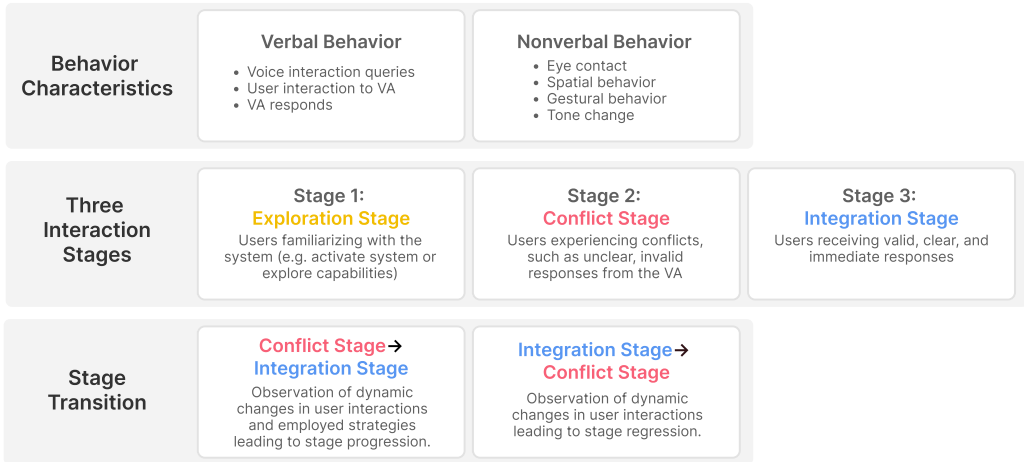 Behavior
Characteristics
Verbal Behavior
• Voice interaction queries
• User interaction to VA
• VA responds
Nonverbal Behavior
• Eye contact
• Spatial behavior
• Gestural behavior
• Tone change
Three
Interaction
Stages
Stage 1:
Exploration Stage
Users familiarizing with the
system (e.g. activate system or
explore capabilities)
Stage 2:
Conflict Stage
Users experiencing conflicts,
such as unclear, invalid
responses from the VA
Stage 3:
Integration Stage
Users receiving valid, clear, and
immediate responses
Stage
Transition
Conflict Stage→
Integration Stage
Observation of dynamic
changes in user interactions
and employed strategies
leading to stage progression.
Integration Stage→
Conflict Stage
Observation of dynamic
changes in user interactions
leading to stage regression.